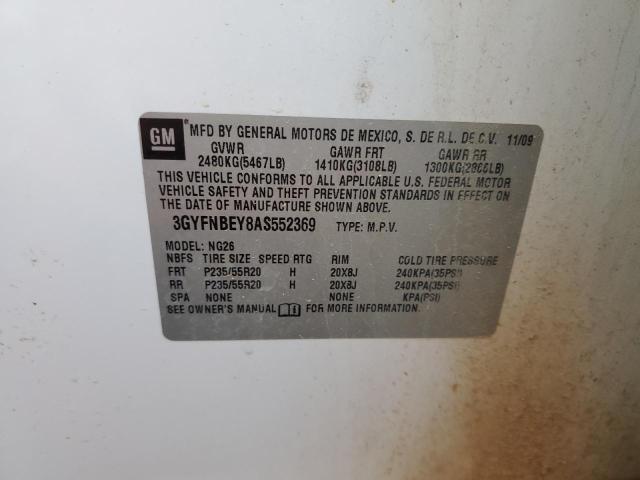 GM MFD BY GENERAL MOTORS DE MEXICO, S. DE R.L. DE C.V. 11/09
GVWR GAWR FRT GAWR RR
2480KG(5467LB) 1410KG(3108LB) 1300KG(2866LB)
THIS VEHICLE CONFORMS TO ALL APPLICABLE U.S. FEDERAL MOTOR
VEHICLE SAFETY AND THEFT PREVENTION STANDARDS IN EFFECT ON
THE DATE OF MANUFACTURE SHOWN ABOVE.
3GYFNBEY8AS552369 TYPE: M.P.V.
MODEL: NG26
NBFS TIRE SIZE SPEED RTG RIM COLD TIRE PRESSURE
FRT P235/55R20 H 20X8J 240KPA(35PSI)
RR P235/55R20 H 20X8J 240KPA(35PSI)
SPA NONE NONE KPA(PSI)
SEE OWNER'S MANUAL FOR MORE INFORMATION.